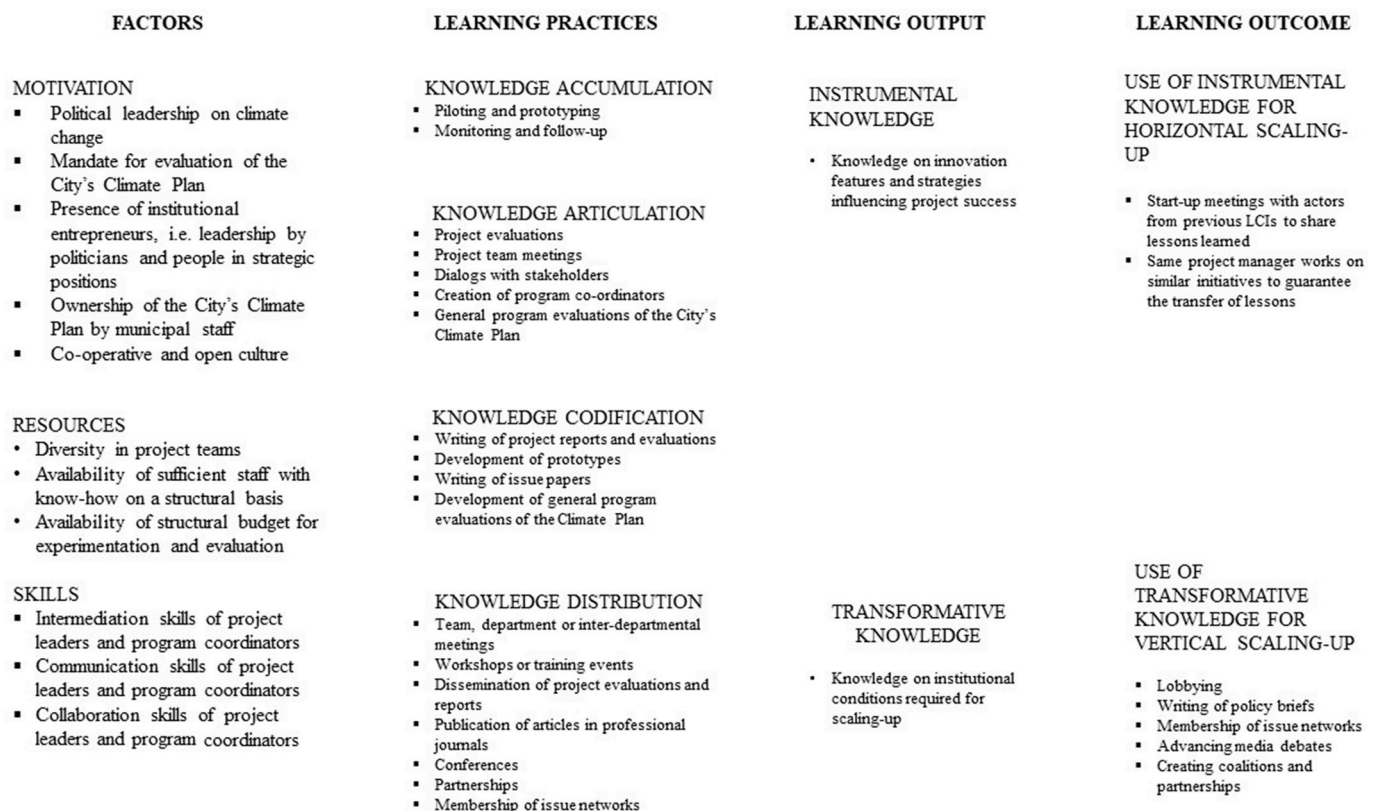 FACTORS
MOTIVATION
▪ Political leadership on climate
change
▪ Mandate for evaluation of the
City's Climate Plan
▪ Presence of institutional
entrepreneurs, i.e. leadership by
politicians and people in strategic
positions
▪ Ownership of the City's Climate
Plan by municipal staff
▪ Co-operative and open culture
RESOURCES
• Diversity in project teams
• Availability of sufficient staff with
know-how on a structural basis
• Availability of structural budget for
experimentation and evaluation
SKILLS
▪ Intermediation skills of project
leaders and program coordinators
▪ Communication skills of project
leaders and program coordinators
▪ Collaboration skills of project
leaders and program coordinators
LEARNING PRACTICES
KNOWLEDGE ACCUMULATION
▪ Piloting and prototyping
▪ Monitoring and follow-up
KNOWLEDGE ARTICULATION
▪ Project evaluations
▪ Project team meetings
▪ Dialogs with stakeholders
▪ Creation of program co-ordinators
▪ General program evaluations of the City's
Climate Plan
KNOWLEDGE CODIFICATION
▪ Writing of project reports and evaluations
▪ Development of prototypes
▪ Writing of issue papers
▪ Development of general program
evaluations of the Climate Plan
KNOWLEDGE DISTRIBUTION
▪ Team, department or inter-departmental
meetings
▪ Workshops or training events
▪ Dissemination of project evaluations and
reports
▪ Publication of articles in professional
journals
▪ Conferences
▪ Partnerships
▪ Membership of issue networks
LEARNING OUTPUT
INSTRUMENTAL
KNOWLEDGE
• Knowledge on innovation
features and strategies
influencing project success
TRANSFORMATIVE
KNOWLEDGE
• Knowledge on institutional
conditions required for
scaling-up
LEARNING OUTCOME
USE OF INSTRUMENTAL
KNOWLEDGE FOR
HORIZONTAL SCALING-
UP
▪ Start-up meetings with actors
from previous LCIs to share
lessons learned
▪ Same project manager works on
similar initiatives to guarantee
the transfer of lessons
USE OF
TRANSFORMATIVE
KNOWLEDGE FOR
VERTICAL SCALING-UP
▪ Lobbying
▪ Writing of policy briefs
▪ Membership of issue networks
▪ Advancing media debates
▪ Creating coalitions and
partnerships